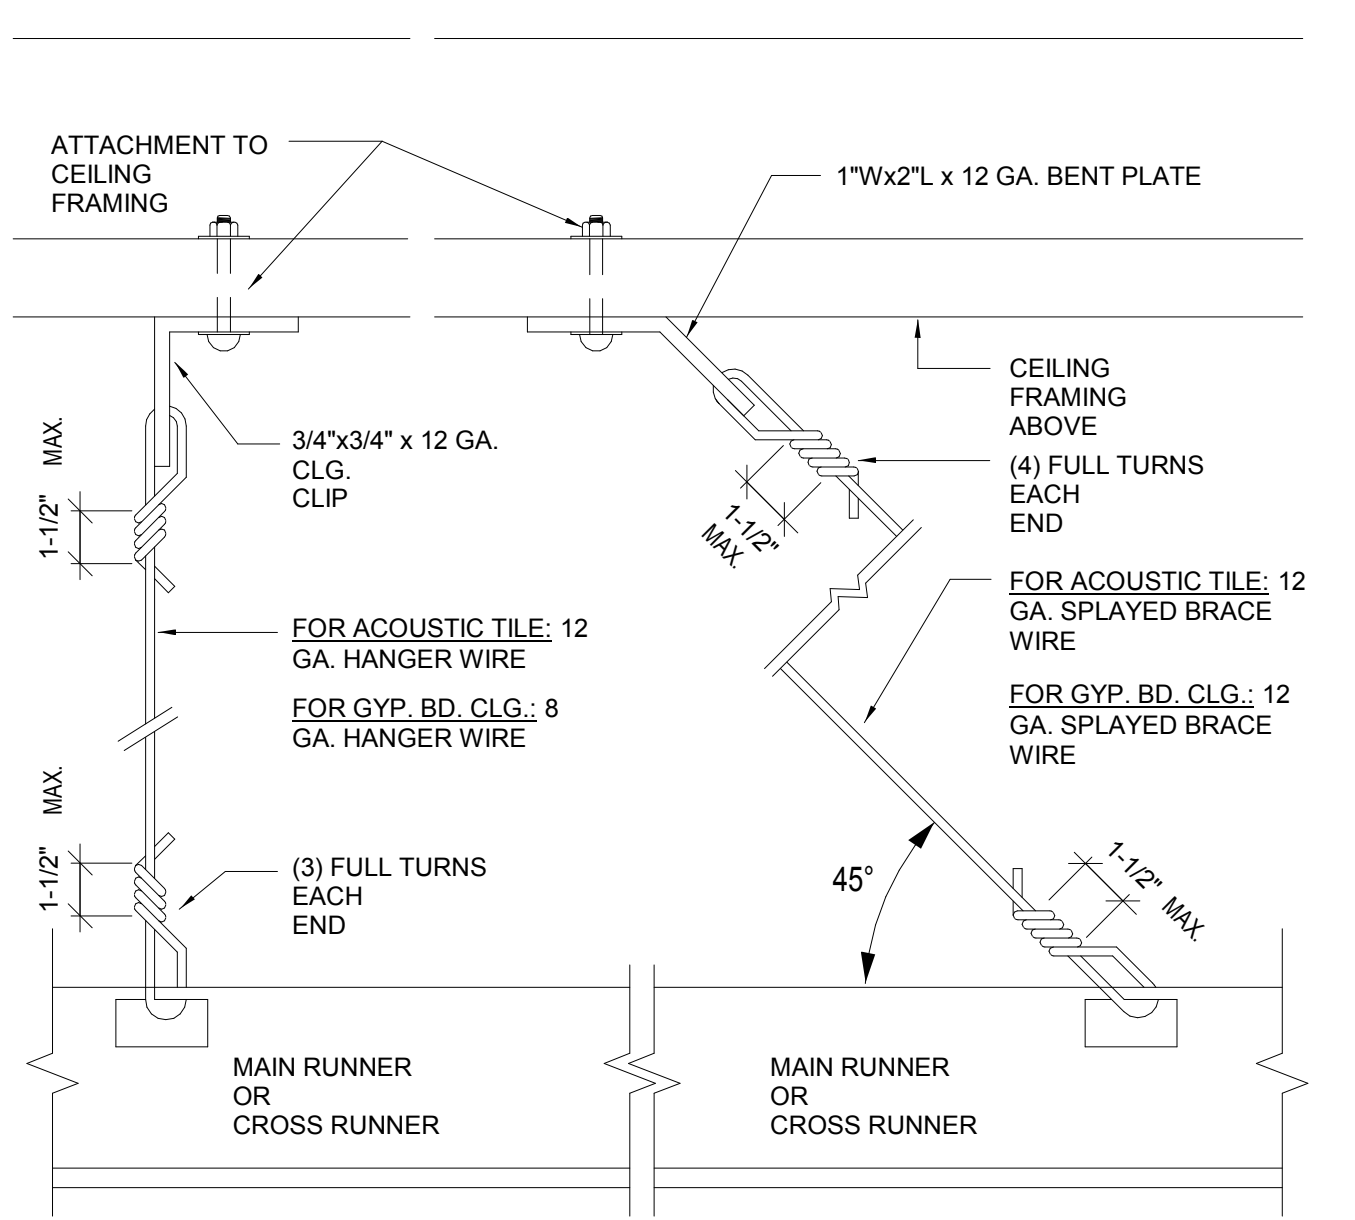 ATTACHMENT TO
CEILING
FRAMING
1"Wx2"L x 12 GA. BENT PLATE
CEILING
FRAMING
ABOVE
3/4"x3/4" x 12 GA.
CLG.
CLIP
1-1/2" MAX.
(4) FULL TURNS
EACH
END
1-1/2"
MAX.
FOR ACOUSTIC TILE: 12
GA. HANGER WIRE
FOR GYP. BD. CLG.: 8
GA. HANGER WIRE
FOR ACOUSTIC TILE: 12
GA. SPLAYED BRACE
WIRE
FOR GYP. BD. CLG.: 12
GA. SPLAYED BRACE
WIRE
1-1/2" MAX.
(3) FULL TURNS
EACH
END
45°
1-1/2" MAX.
MAIN RUNNER
OR
CROSS RUNNER
MAIN RUNNER
OR
CROSS RUNNER